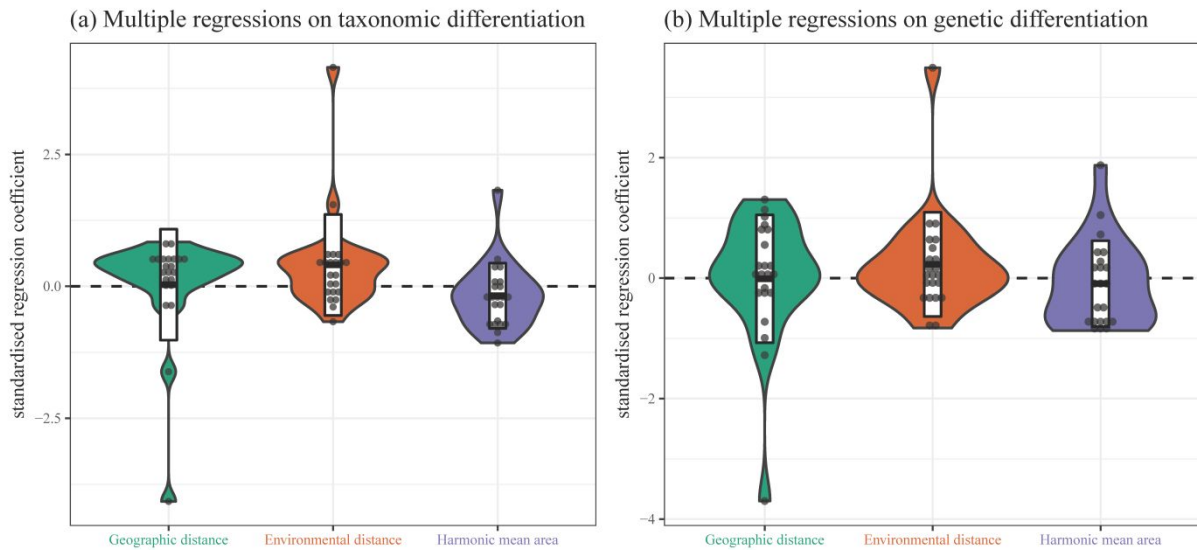 (a) Multiple regressions on taxonomic differentiation
standardised regression coefficient
2.5
0.0
−2.5
Geographic distance
Environmental distance
Harmonic mean area
(b) Multiple regressions on genetic differentiation
standardised regression coefficient
2
0
−2
−4
Geographic distance
Environmental distance
Harmonic mean area